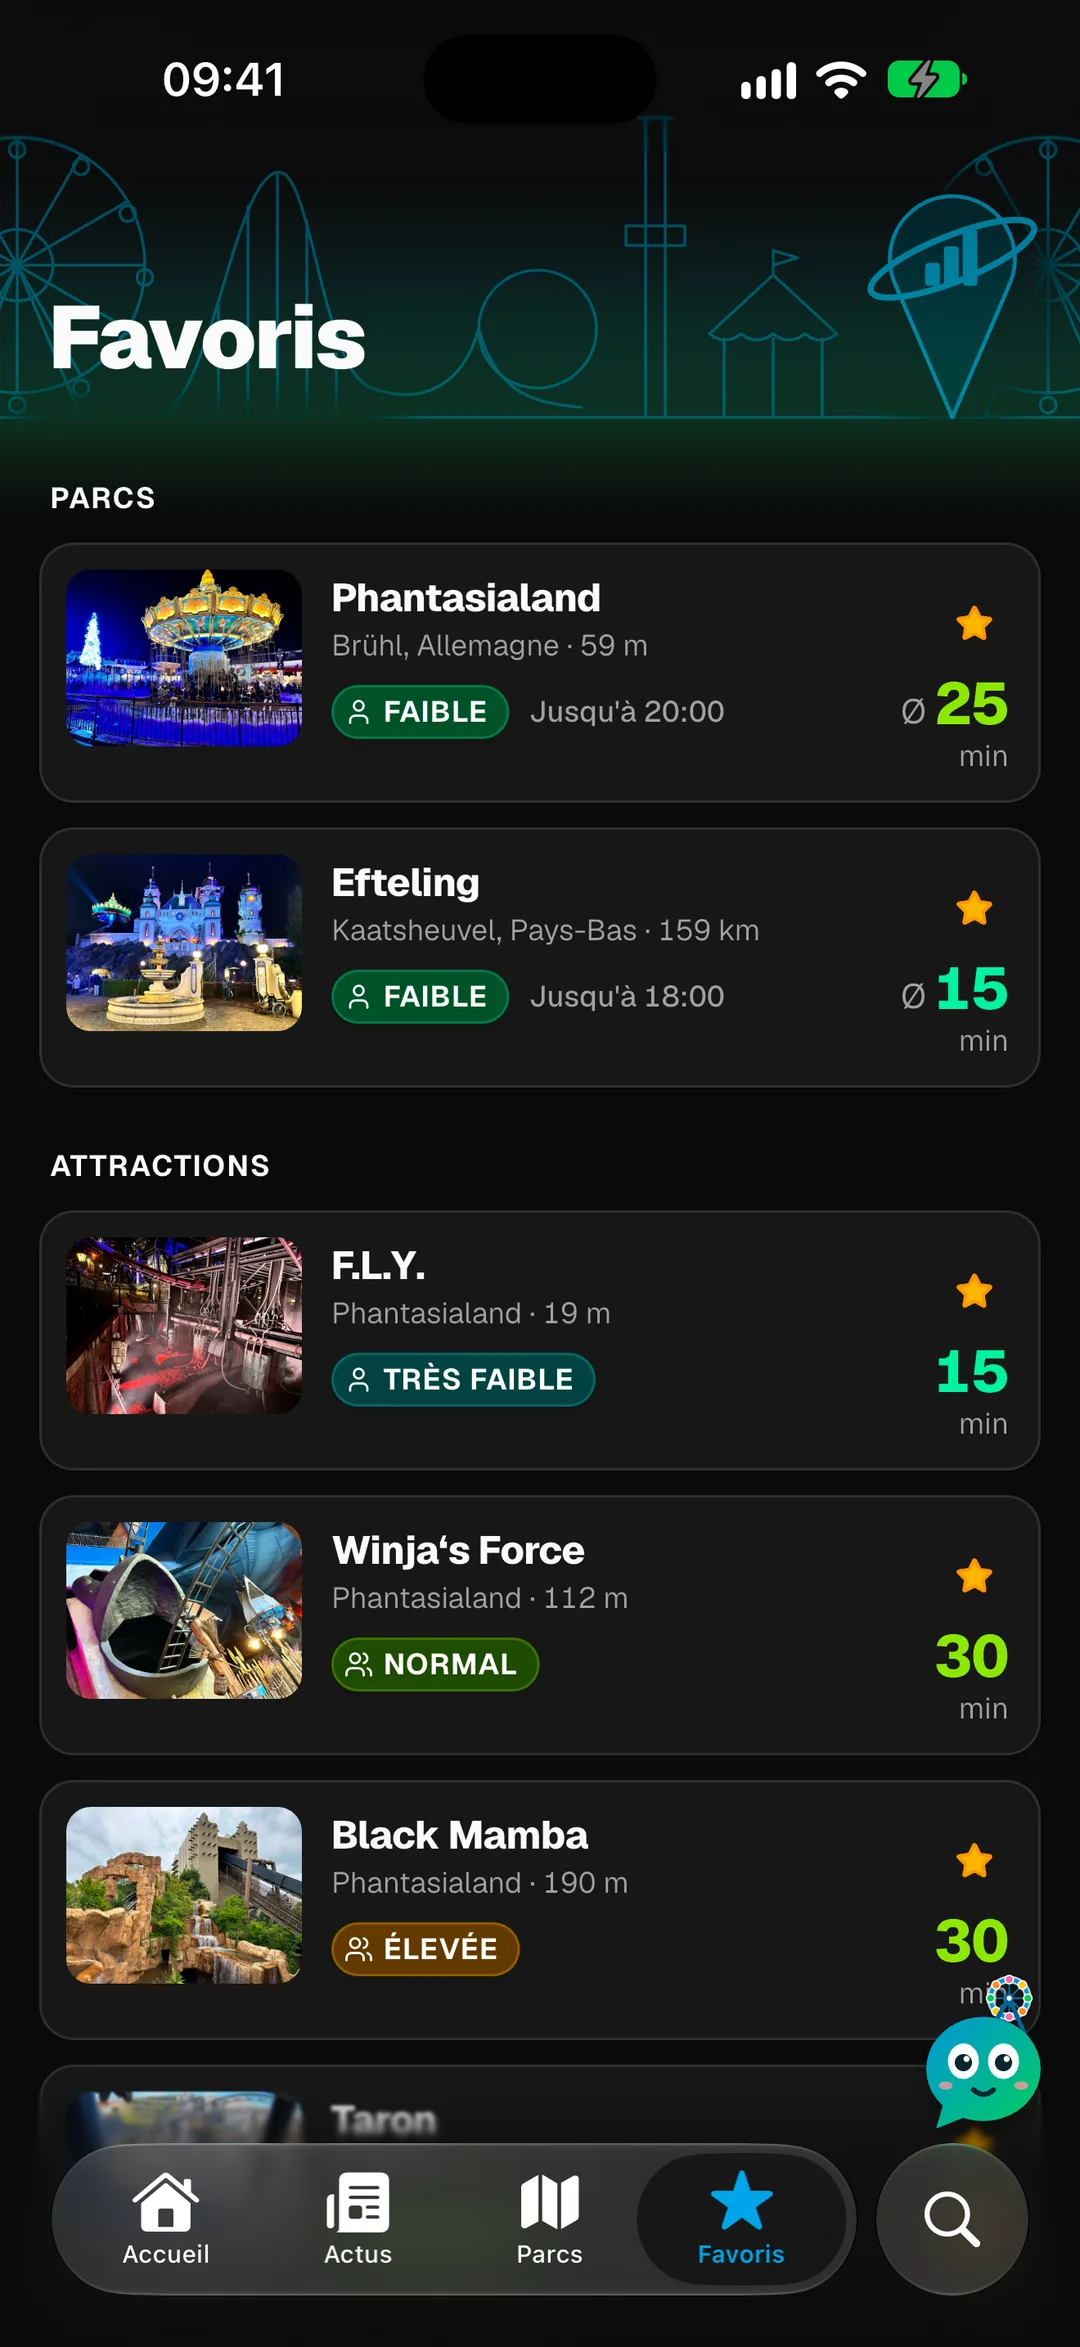 09:41
Favoris
PARCS
Phantasialand
Brühl, Allemagne · 59 m
FAIBLE Jusqu'à 20:00
Ø 25
min
Efteling
Kaatsheuvel, Pays-Bas · 159 km
FAIBLE Jusqu'à 18:00
Ø 15
min
ATTRACTIONS
F.L.Y.
Phantasialand · 19 m
TRÈS FAIBLE
15
min
Winja‘s Force
Phantasialand · 112 m
NORMAL
30
min
Black Mamba
Phantasialand · 190 m
ÉLEVÉE
30
min
Taron
Accueil Actus Parcs Favoris